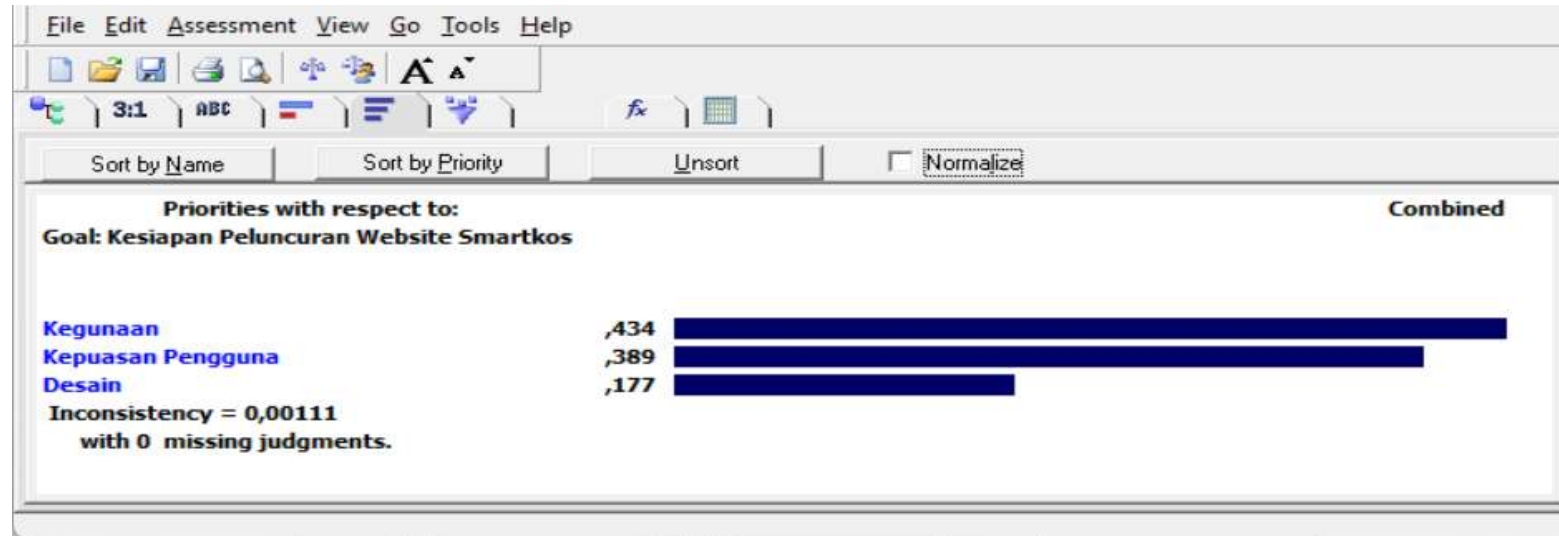 File Edit Assessment View Go Tools Help
A A
3:1 ABC fx
Sort by Name Sort by Priority Unsort Normalize
Priorities with respect to: Combined
Goal: Kesiapan Peluncuran Website Smartkos
Kegunaan ,434
Kepuasan Pengguna ,389
Desain ,177
Inconsistency = 0,00111
with 0 missing judgments.